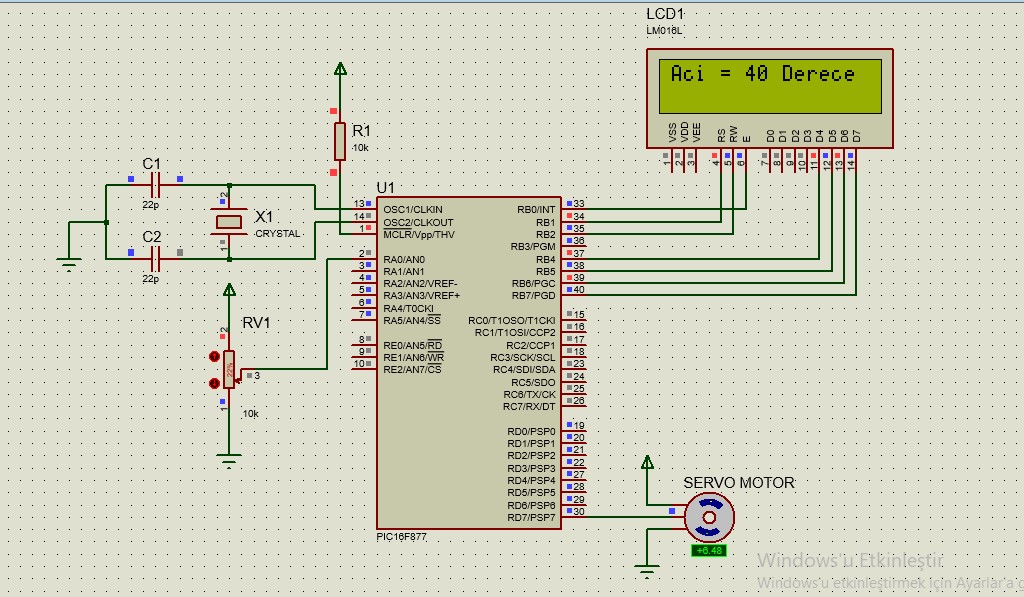 LCD1
LM016L
Aci = 40 Derece
VSS VDD VEE RS RW E D0 D1 D2 D3 D4 D5 D6 D7
1 2 3 4 5 6 7 8 9 10 11 12 13 14
R1
10k
C1
22p
C2
22p
X1
CRYSTAL
2
1
RV1
22%
10k
2
3
1
U1
13 OSC1/CLKIN
14 OSC2/CLKOUT
1 MCLR/Vpp/THV
2 RA0/AN0
3 RA1/AN1
4 RA2/AN2/VREF-
5 RA3/AN3/VREF+
6 RA4/T0CKI
7 RA5/AN4/SS
8 RE0/AN5/RD
9 RE1/AN6/WR
10 RE2/AN7/CS
RB0/INT 33
RB1 34
RB2 35
RB3/PGM 36
RB4 37
RB5 38
RB6/PGC 39
RB7/PGD 40
RC0/T1OSO/T1CKI 15
RC1/T1OSI/CCP2 16
RC2/CCP1 17
RC3/SCK/SCL 18
RC4/SDI/SDA 23
RC5/SDO 24
RC6/TX/CK 25
RC7/RX/DT 26
RD0/PSP0 19
RD1/PSP1 20
RD2/PSP2 21
RD3/PSP3 22
RD4/PSP4 27
RD5/PSP5 28
RD6/PSP6 29
RD7/PSP7 30
PIC16F877
SERVO MOTOR
+6.48
Windows'u Etkinleştir
Windows'u etkinleştirmek için Ayarlar'a